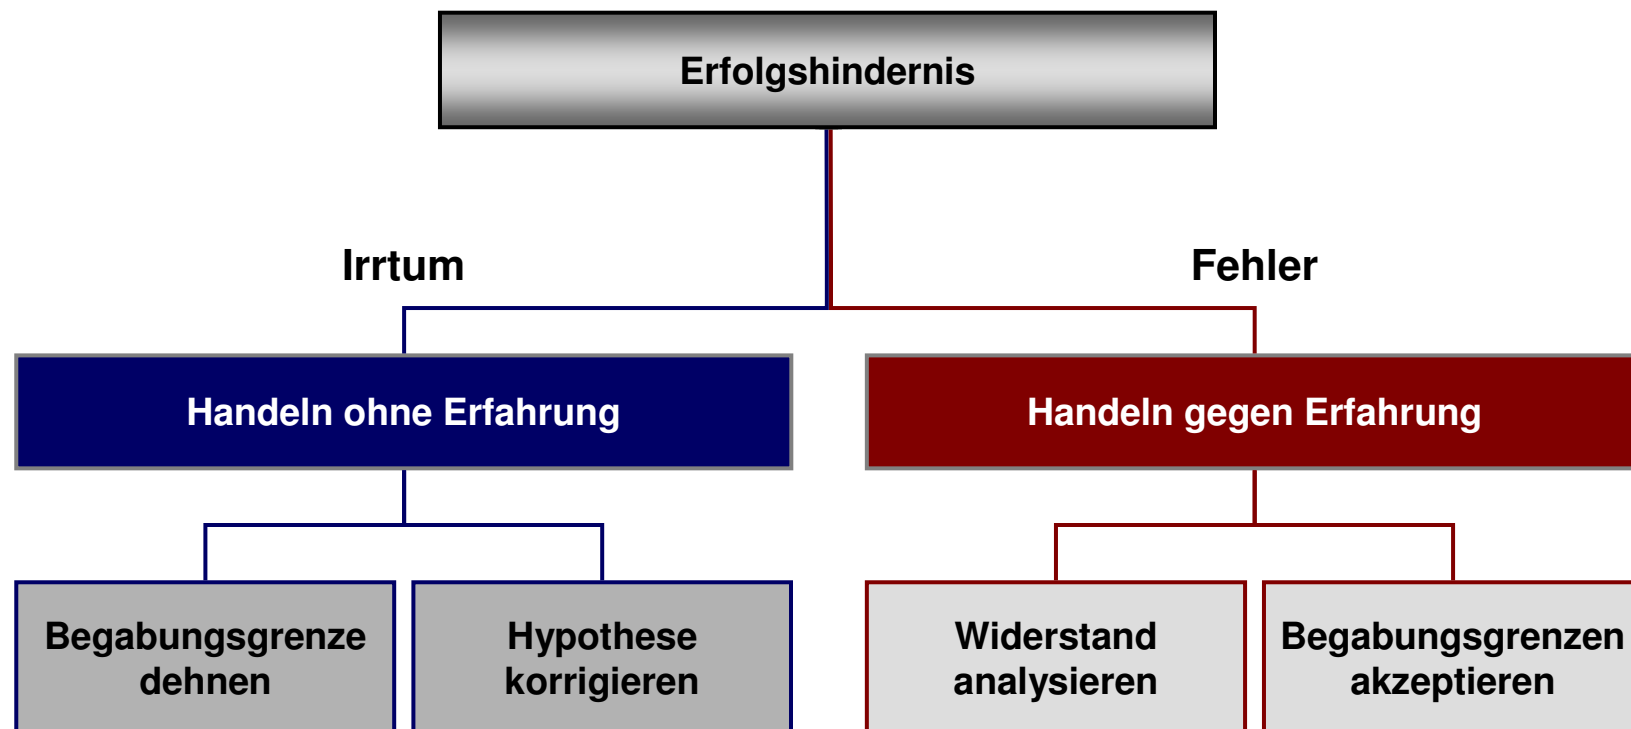 Erfolgshindernis
Irrtum
Fehler
Handeln ohne Erfahrung
Handeln gegen Erfahrung
Begabungsgrenze
dehnen
Hypothese
korrigieren
Widerstand
analysieren
Begabungsgrenzen
akzeptieren